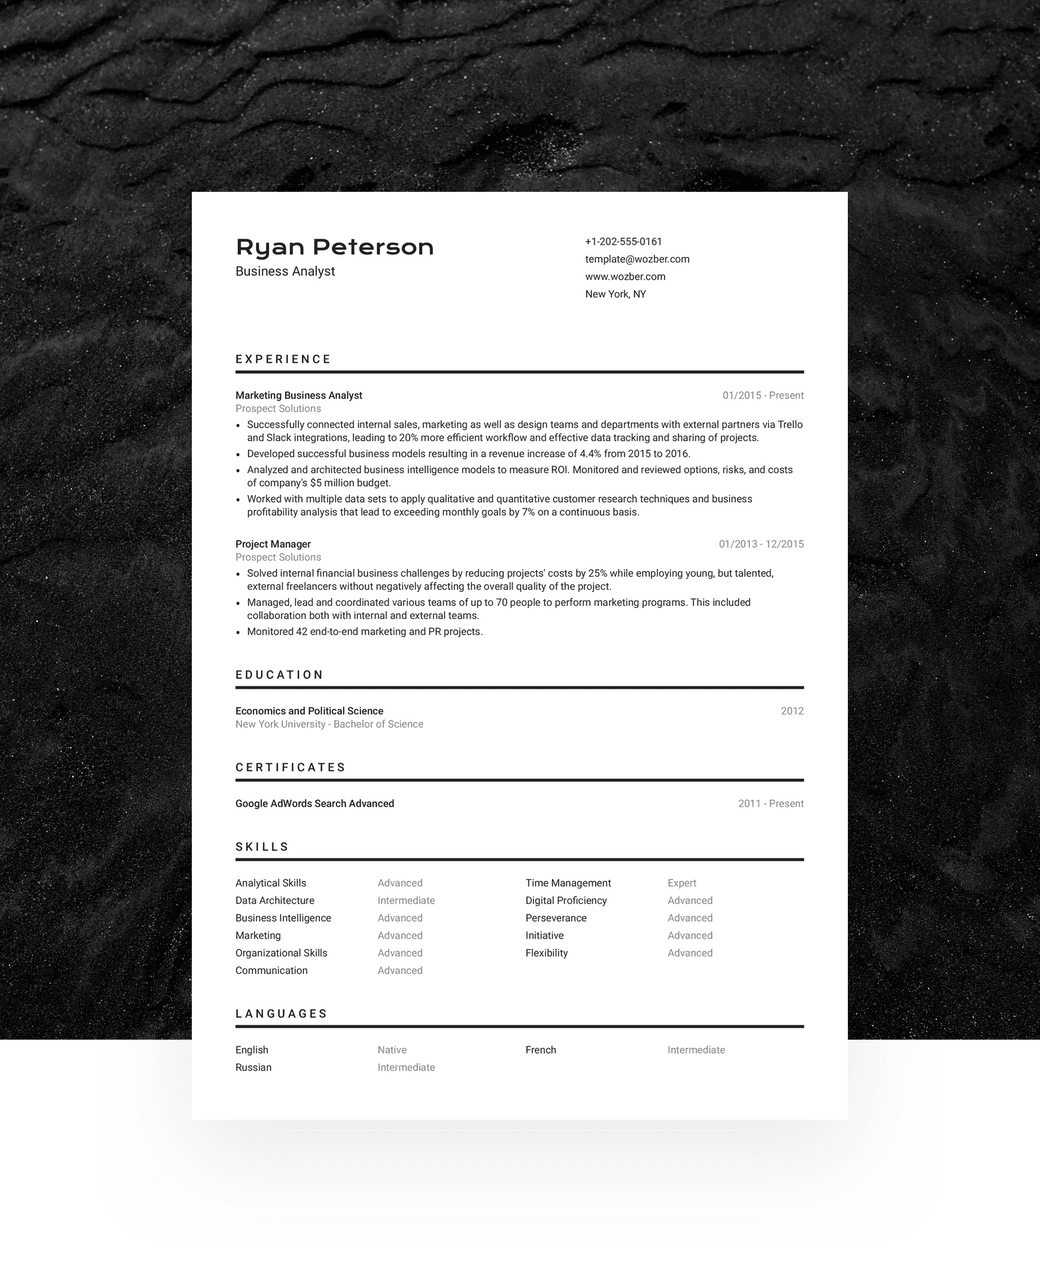 Ryan Peterson
Business Analyst
+1-202-555-0161
template@wozber.com
www.wozber.com
New York, NY
EXPERIENCE
Marketing Business Analyst 01/2015 - Present
Prospect Solutions
• Successfully connected internal sales, marketing as well as design teams and departments with external partners via Trello
and Slack integrations, leading to 20% more efficient workflow and effective data tracking and sharing of projects.
• Developed successful business models resulting in a revenue increase of 4.4% from 2015 to 2016.
• Analyzed and architected business intelligence models to measure ROI. Monitored and reviewed options, risks, and costs
of company's $5 million budget.
• Worked with multiple data sets to apply qualitative and quantitative customer research techniques and business
profitability analysis that lead to exceeding monthly goals by 7% on a continuous basis.
Project Manager 01/2013 - 12/2015
Prospect Solutions
• Solved internal financial business challenges by reducing projects' costs by 25% while employing young, but talented,
external freelancers without negatively affecting the overall quality of the project.
• Managed, lead and coordinated various teams of up to 70 people to perform marketing programs. This included
collaboration both with internal and external teams.
• Monitored 42 end-to-end marketing and PR projects.
EDUCATION
Economics and Political Science 2012
New York University - Bachelor of Science
CERTIFICATES
Google AdWords Search Advanced 2011 - Present
SKILLS
Analytical Skills Advanced Time Management Expert
Data Architecture Intermediate Digital Proficiency Advanced
Business Intelligence Advanced Perseverance Advanced
Marketing Advanced Initiative Advanced
Organizational Skills Advanced Flexibility Advanced
Communication Advanced
LANGUAGES
English Native French Intermediate
Russian Intermediate